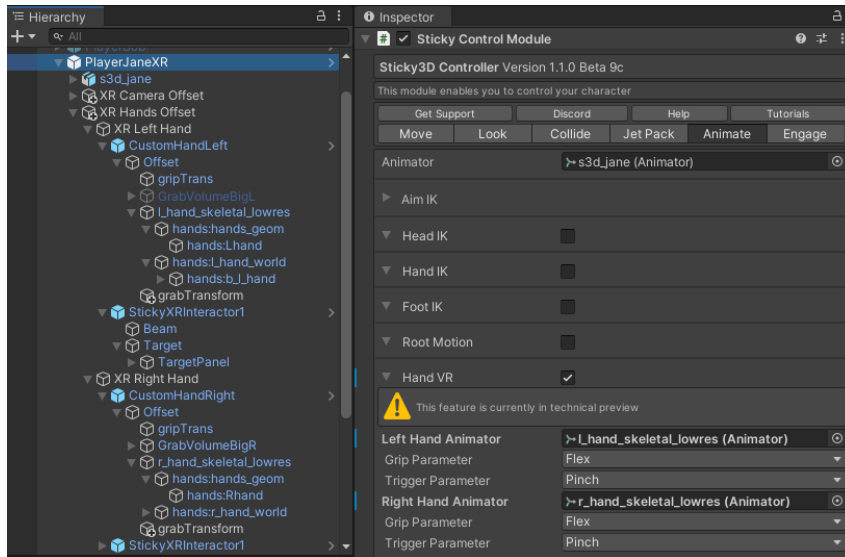 Hierarchy
All
PlayerBob
PlayerJaneXR
s3d_jane
XR Camera Offset
XR Hands Offset
XR Left Hand
CustomHandLeft
Offset
gripTrans
GrabVolumeBigL
l_hand_skeletal_lowres
hands:hands_geom
hands:Lhand
hands:l_hand_world
hands:b_l_hand
grabTransform
StickyXRInteractor1
Beam
Target
TargetPanel
XR Right Hand
CustomHandRight
Offset
gripTrans
GrabVolumeBigR
r_hand_skeletal_lowres
hands:hands_geom
hands:Rhand
hands:r_hand_world
grabTransform
StickyXRInteractor1
Inspector
Sticky Control Module
Sticky3D Controller Version 1.1.0 Beta 9c
This module enables you to control your character
Get Support Discord Help Tutorials
Move Look Collide Jet Pack Animate Engage
Animator s3d_jane (Animator)
Aim IK
Head IK
Hand IK
Foot IK
Root Motion
Hand VR
This feature is currently in technical preview
Left Hand Animator l_hand_skeletal_lowres (Animator)
Grip Parameter Flex
Trigger Parameter Pinch
Right Hand Animator r_hand_skeletal_lowres (Animator)
Grip Parameter Flex
Trigger Parameter Pinch